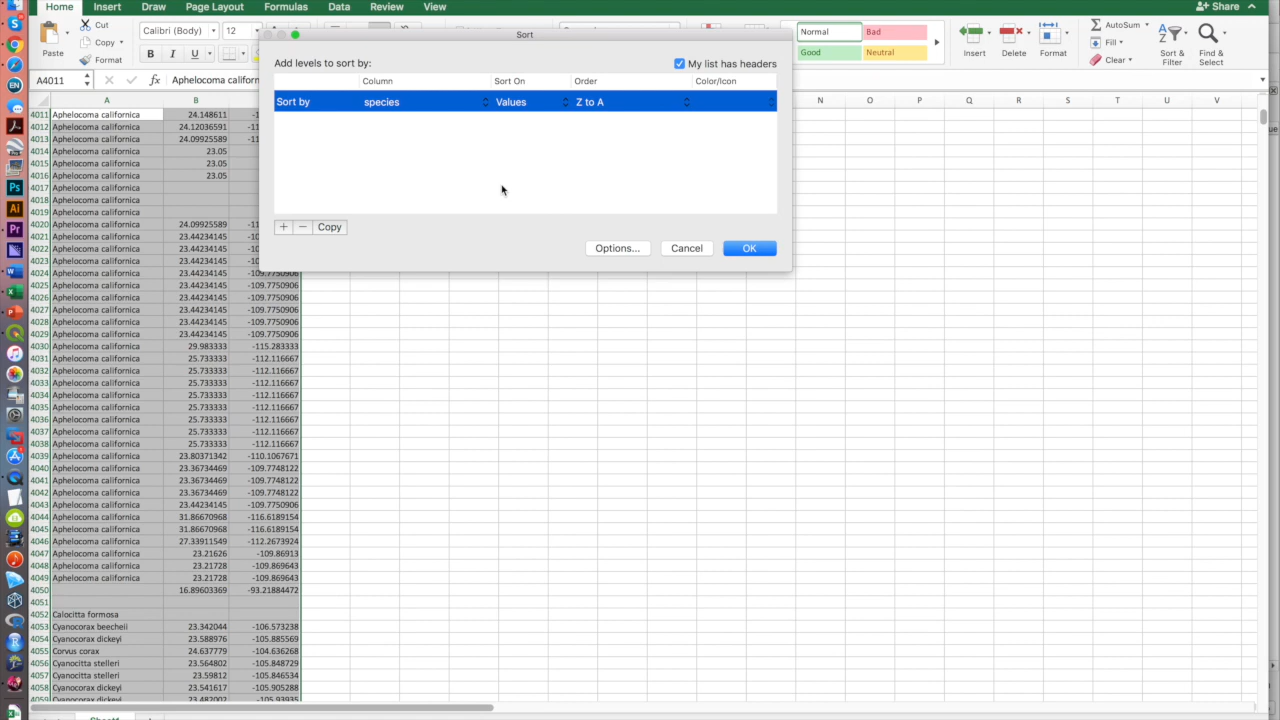 Home Insert Draw Page Layout Formulas Data Review View Share
Paste Cut Copy Format Calibri (Body) 12 B I U Normal Bad Good Neutral Insert Delete Format AutoSum Fill Clear Sort & Filter Find & Select
A4011 fx Aphelocoma californ
Sort
Add levels to sort by: My list has headers
Column Sort On Order Color/Icon
Sort by species Values Z to A
+ − Copy
Options... Cancel OK
A B N O P Q R S T U V
4011 Aphelocoma californica 24.148611
4012 Aphelocoma californica 24.12036591
4013 Aphelocoma californica 24.09925589
4014 Aphelocoma californica 23.05
4015 Aphelocoma californica 23.05
4016 Aphelocoma californica 23.05
4017 Aphelocoma californica
4018 Aphelocoma californica
4019 Aphelocoma californica
4020 Aphelocoma californica 24.09925589
4021 Aphelocoma californica 23.44234145
4022 Aphelocoma californica 23.44234145
4023 Aphelocoma californica 23.44234145
4024 Aphelocoma californica 23.44234145 -109.7750906
4025 Aphelocoma californica 23.44234145 -109.7750906
4026 Aphelocoma californica 23.44234145 -109.7750906
4027 Aphelocoma californica 23.44234145 -109.7750906
4028 Aphelocoma californica 23.44234145 -109.7750906
4029 Aphelocoma californica 23.44234145 -109.7750906
4030 Aphelocoma californica 29.983333 -115.283333
4031 Aphelocoma californica 25.733333 -112.116667
4032 Aphelocoma californica 25.733333 -112.116667
4033 Aphelocoma californica 25.733333 -112.116667
4034 Aphelocoma californica 25.733333 -112.116667
4035 Aphelocoma californica 25.733333 -112.116667
4036 Aphelocoma californica 25.733333 -112.116667
4037 Aphelocoma californica 25.733333 -112.116667
4038 Aphelocoma californica 25.733333 -112.116667
4039 Aphelocoma californica 23.80371342 -110.1067671
4040 Aphelocoma californica 23.36734469 -109.7748122
4041 Aphelocoma californica 23.36734469 -109.7748122
4042 Aphelocoma californica 23.36734469 -109.7748122
4043 Aphelocoma californica 23.44234145 -109.7750906
4044 Aphelocoma californica 31.86670968 -116.6189154
4045 Aphelocoma californica 31.86670968 -116.6189154
4046 Aphelocoma californica 27.33911549 -112.2673924
4047 Aphelocoma californica 23.21626 -109.86913
4048 Aphelocoma californica 23.21728 -109.869643
4049 Aphelocoma californica 23.21728 -109.869643
4050 16.89603369 -93.21884472
4051
4052 Calocitta formosa
4053 Cyanocorax beecheii 23.342044 -106.573238
4054 Cyanocorax dickeyi 23.588976 -105.885569
4055 Corvus corax 24.637779 -104.636268
4056 Cyanocitta stelleri 23.564802 -105.848729
4057 Cyanocitta stelleri 23.59812 -105.846534
4058 Cyanocorax dickeyi 23.541617 -105.905288
4059 Cyanocorax dickeyi 23.482002 -105.93935